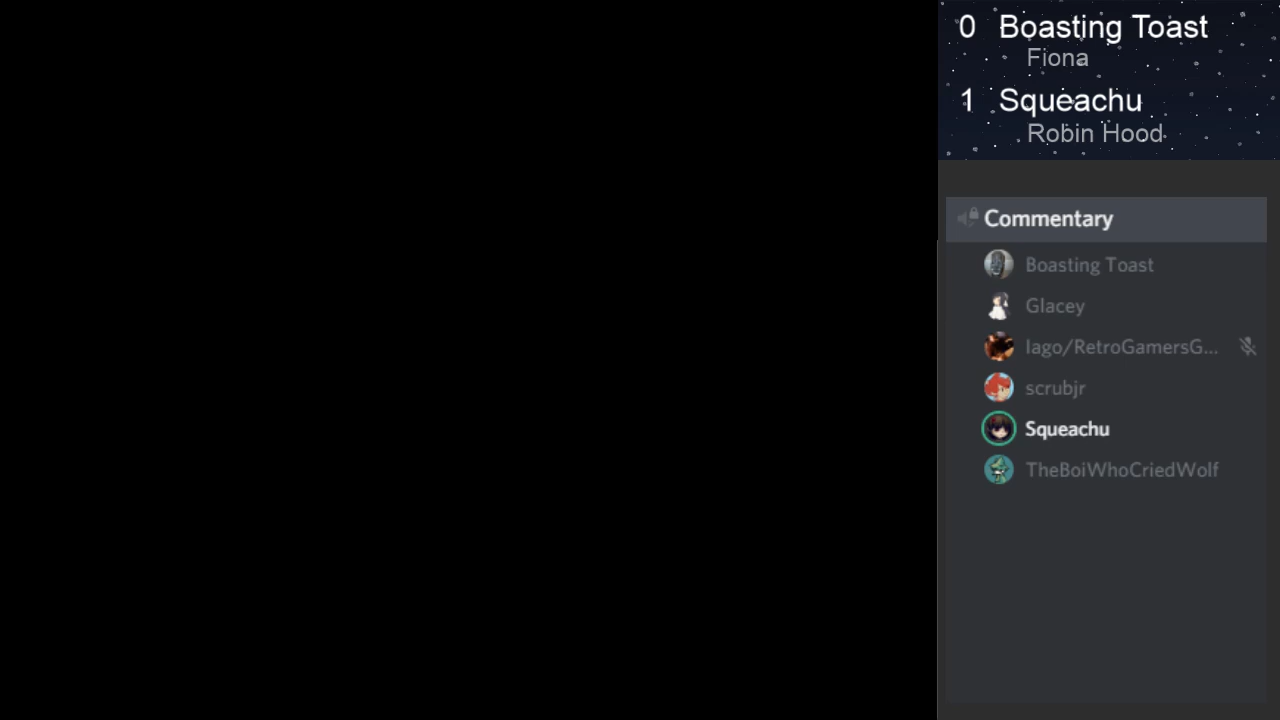 0 Boasting Toast
Fiona
1 Squeachu
Robin Hood
Commentary
Boasting Toast
Glacey
Iago/RetroGamersG...
scrubjr
Squeachu
TheBoiWhoCriedWolf